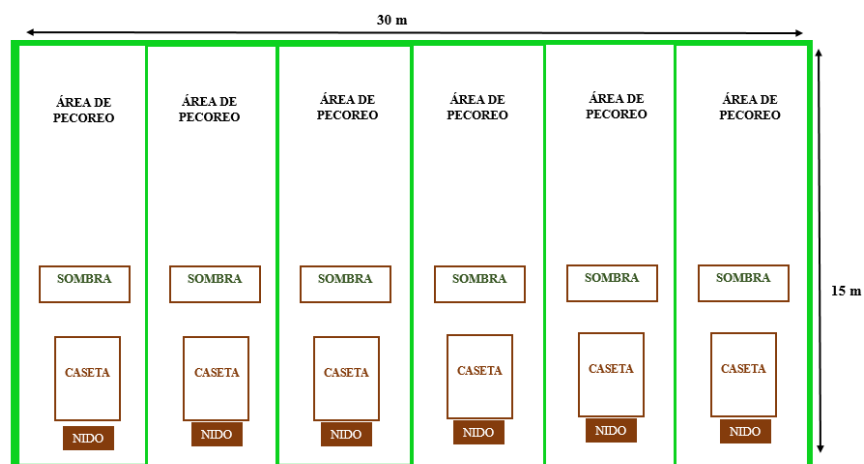 30 m
ÁREA DE
PECOREO
ÁREA DE
PECOREO
ÁREA DE
PECOREO
ÁREA DE
PECOREO
ÁREA DE
PECOREO
ÁREA DE
PECOREO
SOMBRA
SOMBRA
SOMBRA
SOMBRA
SOMBRA
SOMBRA
15 m
CASETA
CASETA
CASETA
CASETA
CASETA
CASETA
NIDO
NIDO
NIDO
NIDO
NIDO
NIDO